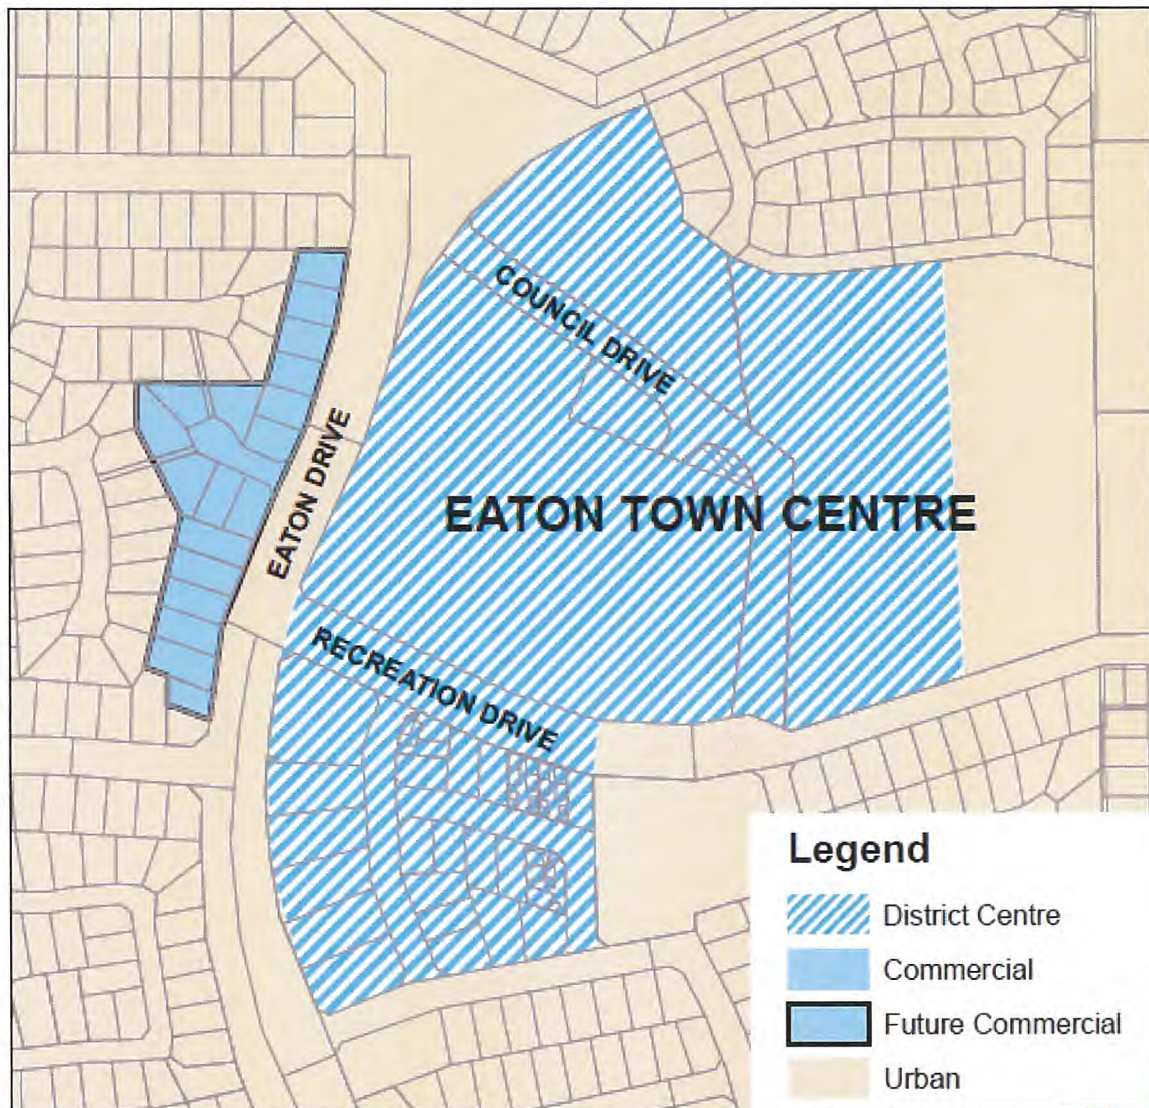 COUNCIL DRIVE
EATON DRIVE
EATON TOWN CENTRE
RECREATION DRIVE
Legend
District Centre
Commercial
Future Commercial
Urban